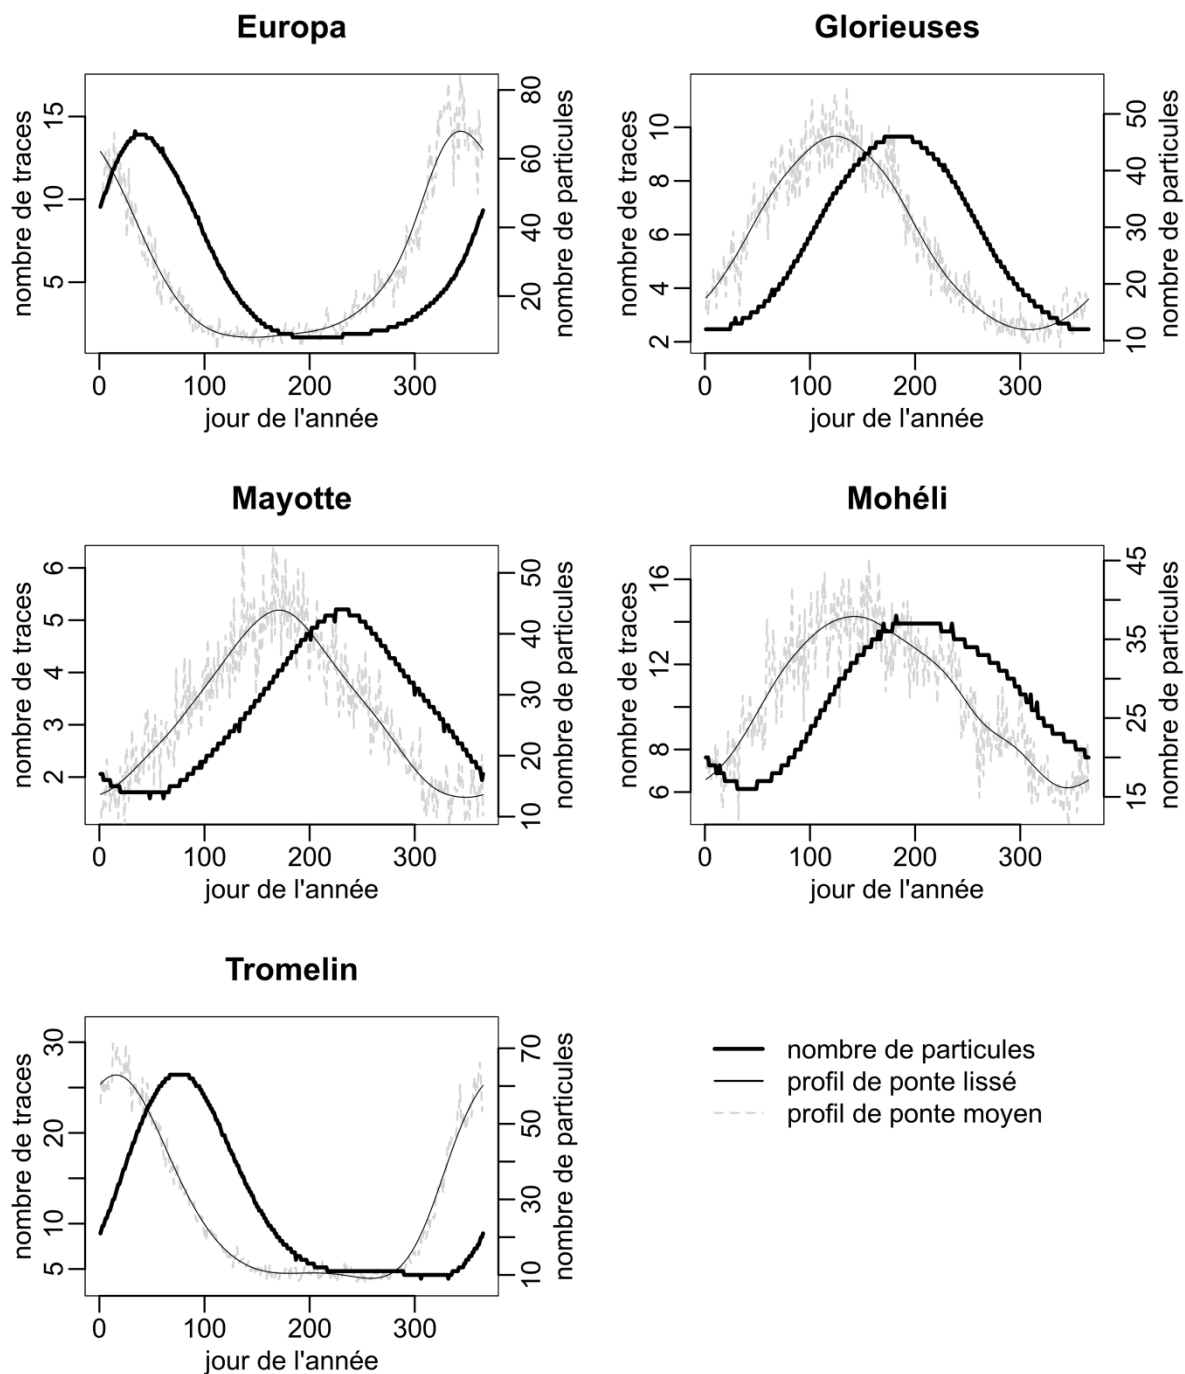 Europa
nombre de traces
5 10 15
0 100 200 300
20 40 60 80
nombre de particules
jour de l'année
Glorieuses
nombre de traces
2 4 6 8 10
0 100 200 300
10 20 30 40 50
nombre de particules
jour de l'année
Mayotte
nombre de traces
2 3 4 5 6
0 100 200 300
10 20 30 40 50
nombre de particules
jour de l'année
Mohéli
nombre de traces
6 8 12 16
0 100 200 300
15 25 35 45
nombre de particules
jour de l'année
Tromelin
nombre de traces
5 10 20 30
0 100 200 300
10 30 50 70
nombre de particules
jour de l'année
nombre de particules
profil de ponte lissé
profil de ponte moyen